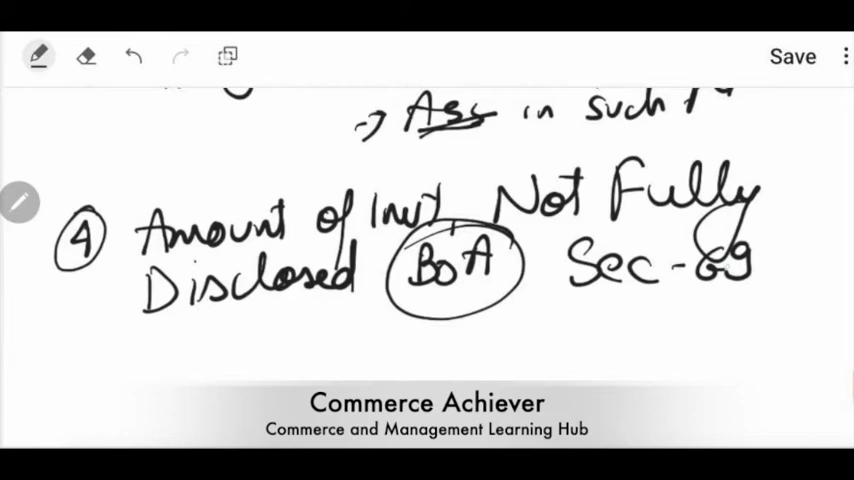 Save
→ Ass in such
④ Amount of Invt Not Fully
Disclosed BOA Sec-69
Commerce Achiever
Commerce and Management Learning Hub